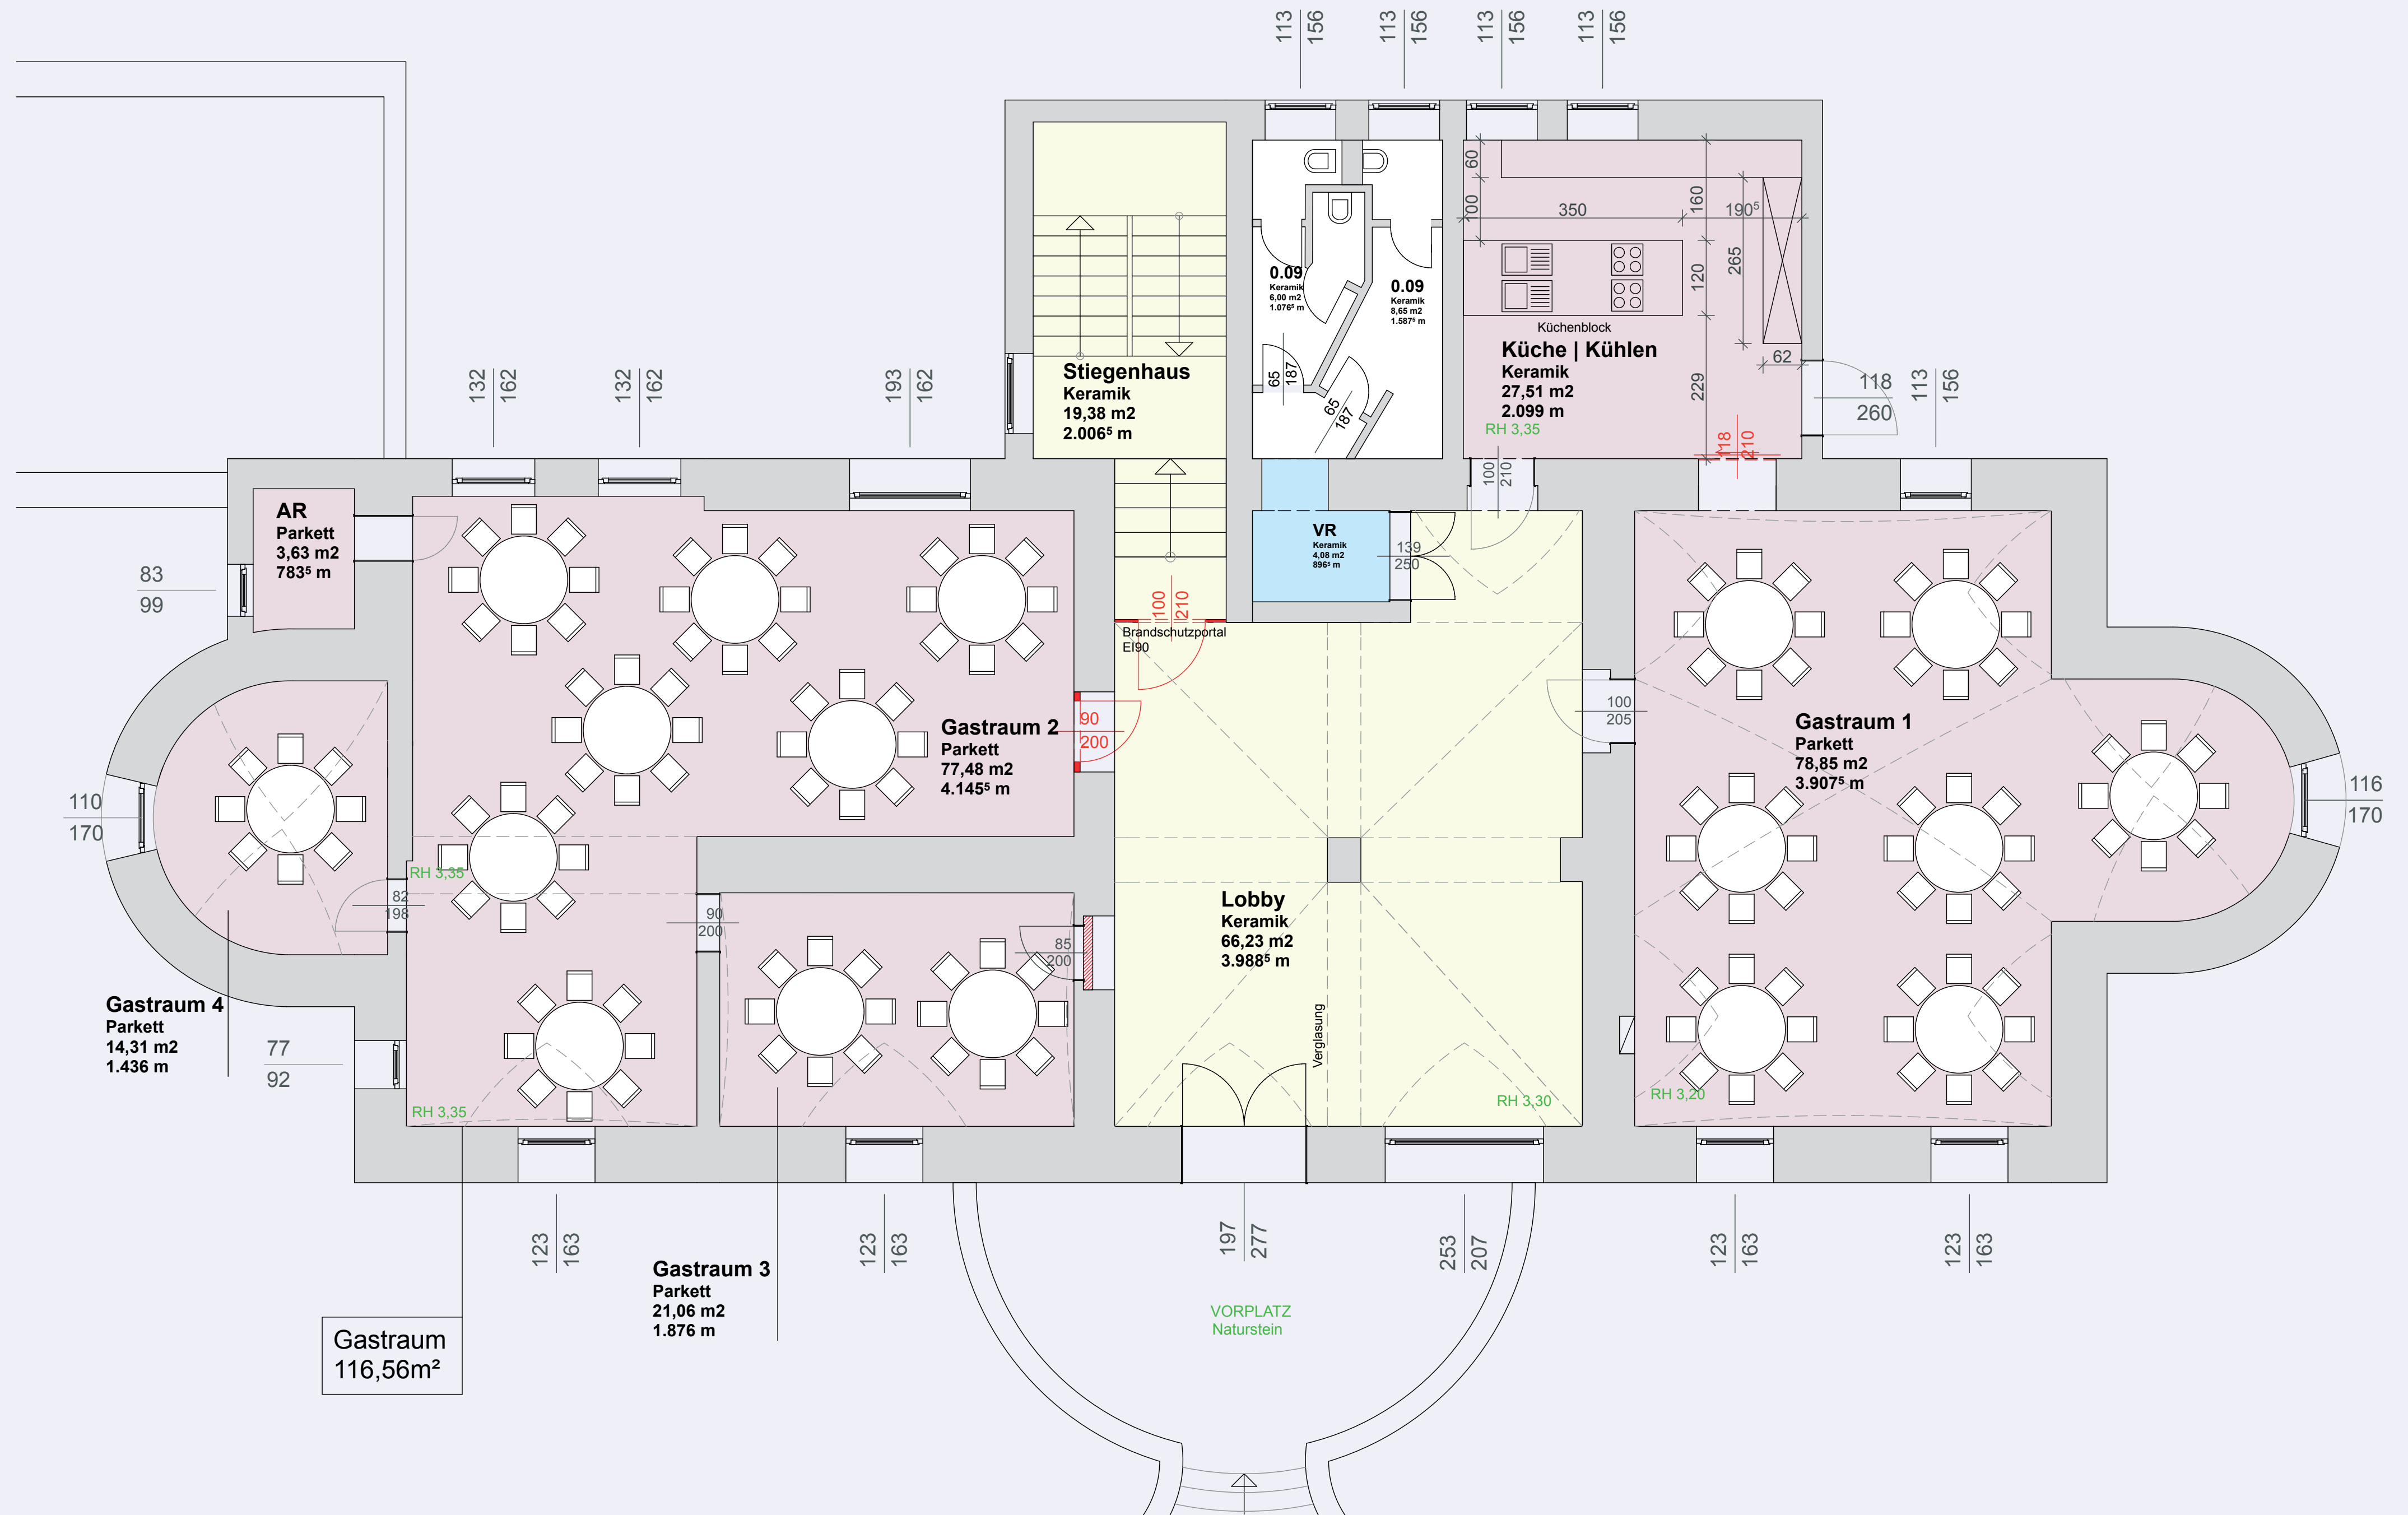 113
156
113
156
113
156
113
156
60
100
350
160
190⁵
265
120
229
62
Küchenblock
Küche | Kühlen
Keramik
27,51 m2
2.099 m
RH 3,35
118
260
113
156
118
210
100
210
0.09
Keramik
6,00 m2
1.076⁵ m
0.09
Keramik
8,65 m2
1.587⁵ m
65
187
65
187
Stiegenhaus
Keramik
19,38 m2
2.006⁵ m
132
162
132
162
193
162
AR
Parkett
3,63 m2
783⁵ m
83
99
VR
Keramik
4,08 m2
896⁵ m
139
250
100
210
Brandschutzportal
EI90
90
200
100
205
Gastraum 2
Parkett
77,48 m2
4.145⁵ m
Gastraum 1
Parkett
78,85 m2
3.907⁵ m
110
170
116
170
RH 3,35
82
198
90
200
85
200
Lobby
Keramik
66,23 m2
3.988⁵ m
Verglasung
Gastraum 4
Parkett
14,31 m2
1.436 m
77
92
RH 3,35
RH 3,30
RH 3,20
123
163
123
163
197
277
253
207
123
163
123
163
Gastraum 3
Parkett
21,06 m2
1.876 m
VORPLATZ
Naturstein
Gastraum
116,56m²